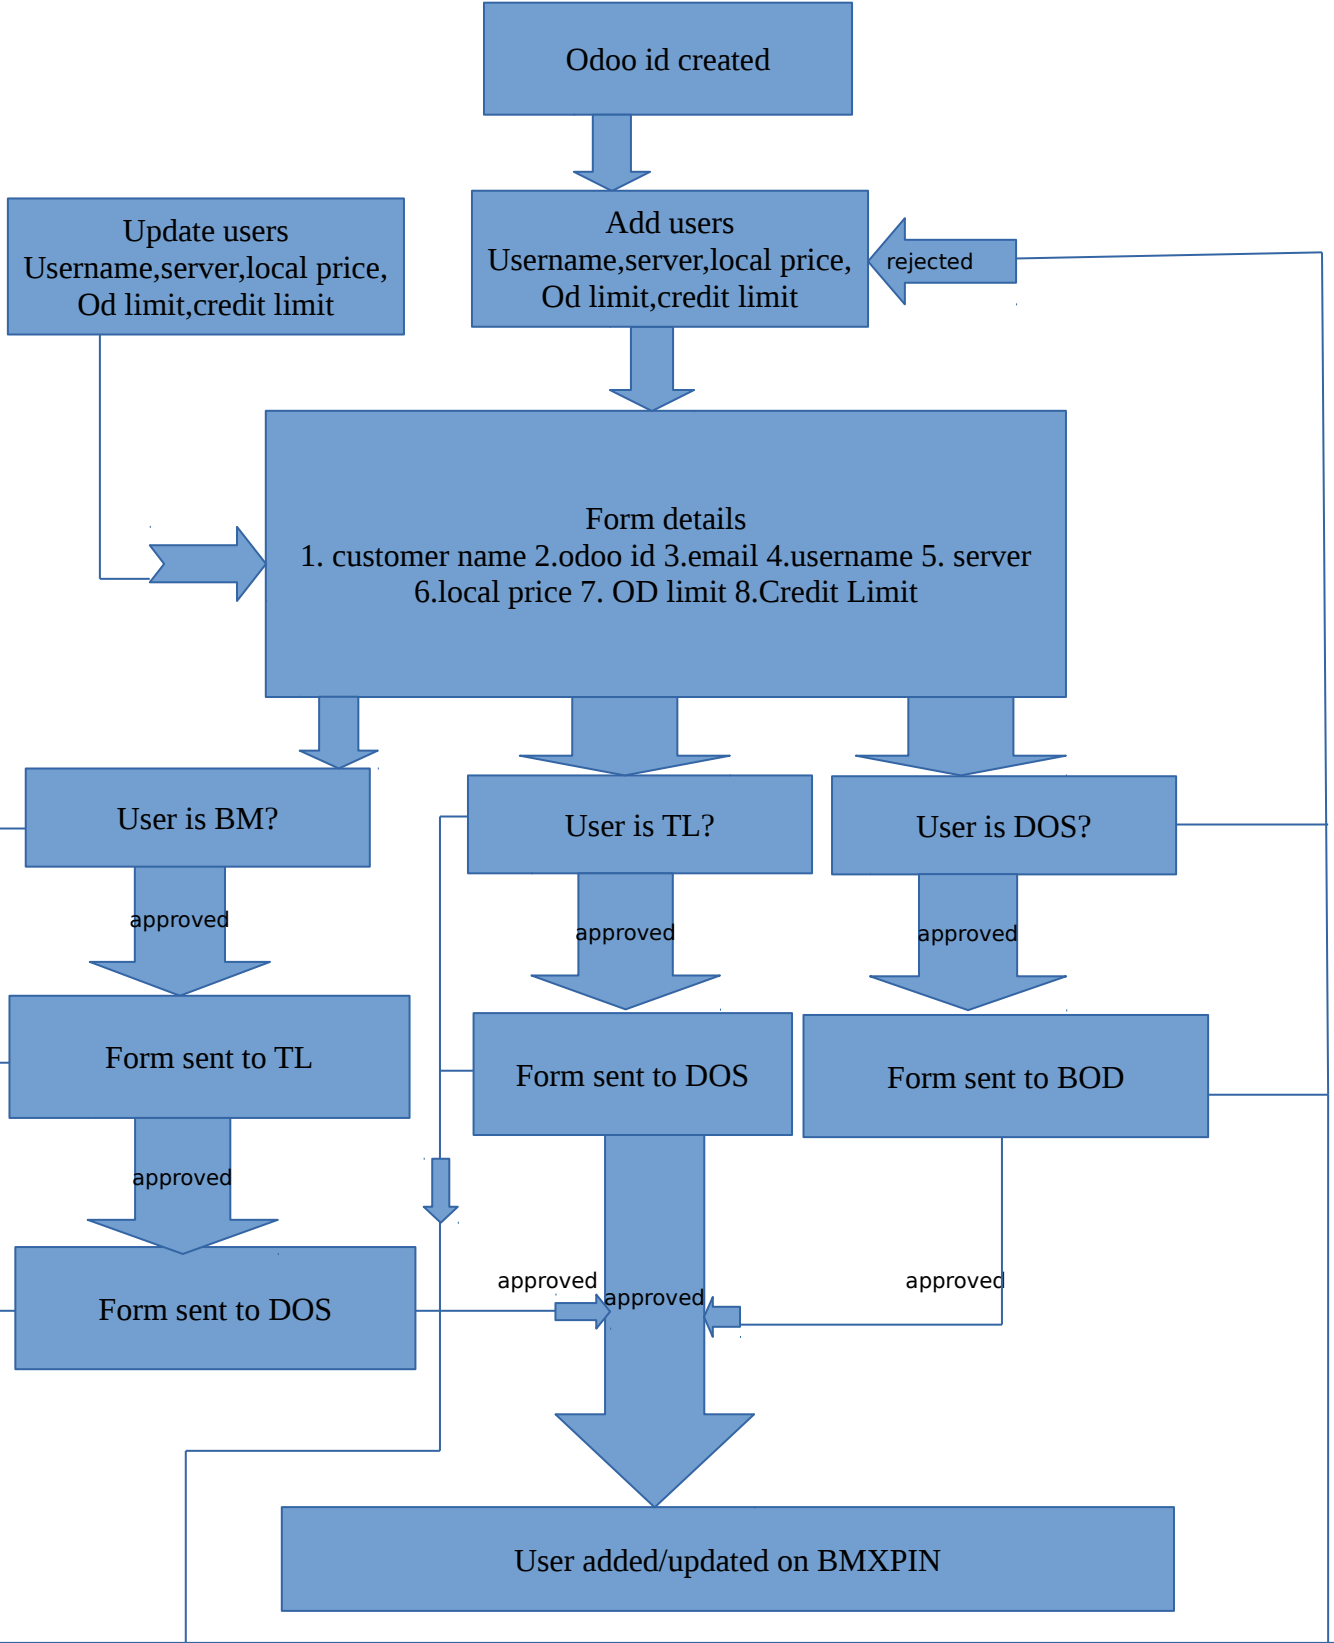 Odoo id created
Update users
Username,server,local price,
Od limit,credit limit
Add users
Username,server,local price,
Od limit,credit limit
rejected
Form details
1. customer name 2.odoo id 3.email 4.username 5. server
6.local price 7. OD limit 8.Credit Limit
User is BM?
User is TL?
User is DOS?
approved
approved
approved
Form sent to TL
Form sent to DOS
Form sent to BOD
approved
Form sent to DOS
approved
approved
approved
User added/updated on BMXPIN